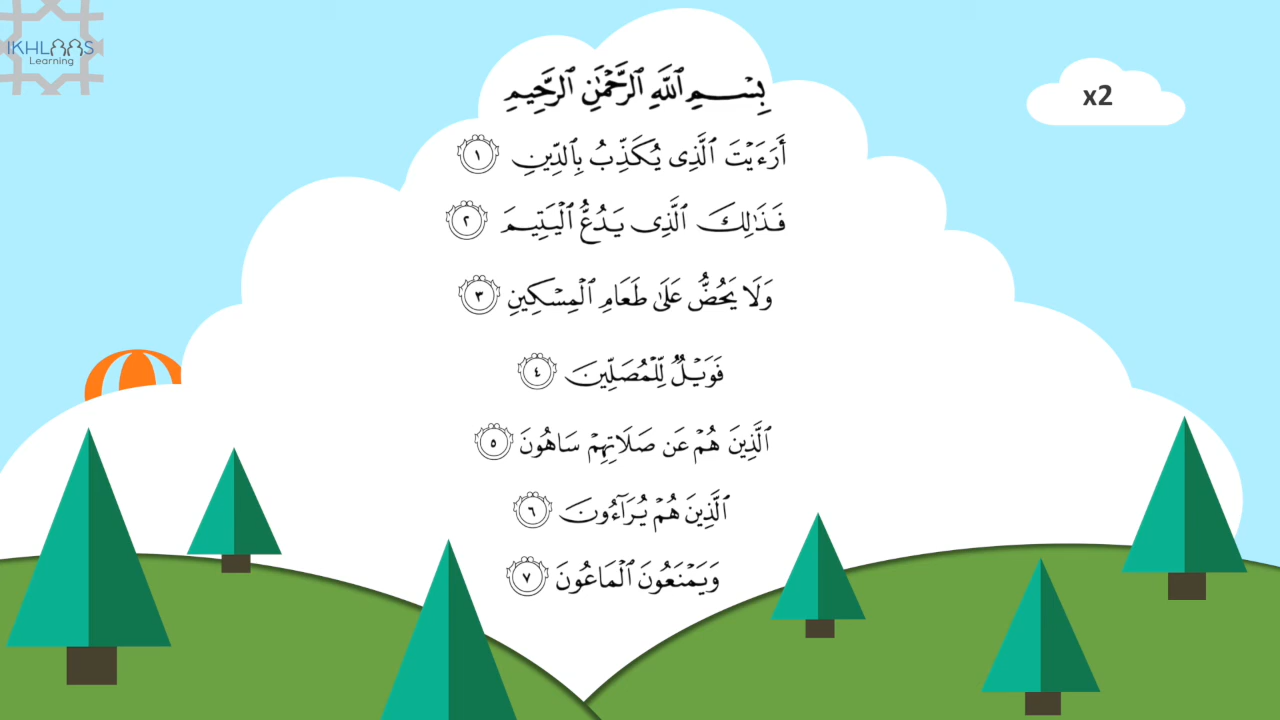 IKHLAAS
Learning
x2
بِسْمِ ٱللَّهِ ٱلرَّحْمَٰنِ ٱلرَّحِيمِ
أَرَءَيْتَ ٱلَّذِى يُكَذِّبُ بِٱلدِّينِ ١
فَذَٰلِكَ ٱلَّذِى يَدُعُّ ٱلْيَتِيمَ ٢
وَلَا يَحُضُّ عَلَىٰ طَعَامِ ٱلْمِسْكِينِ ٣
فَوَيْلٌ لِّلْمُصَلِّينَ ٤
ٱلَّذِينَ هُمْ عَن صَلَاتِهِمْ سَاهُونَ ٥
ٱلَّذِينَ هُمْ يُرَآءُونَ ٦
وَيَمْنَعُونَ ٱلْمَاعُونَ ٧